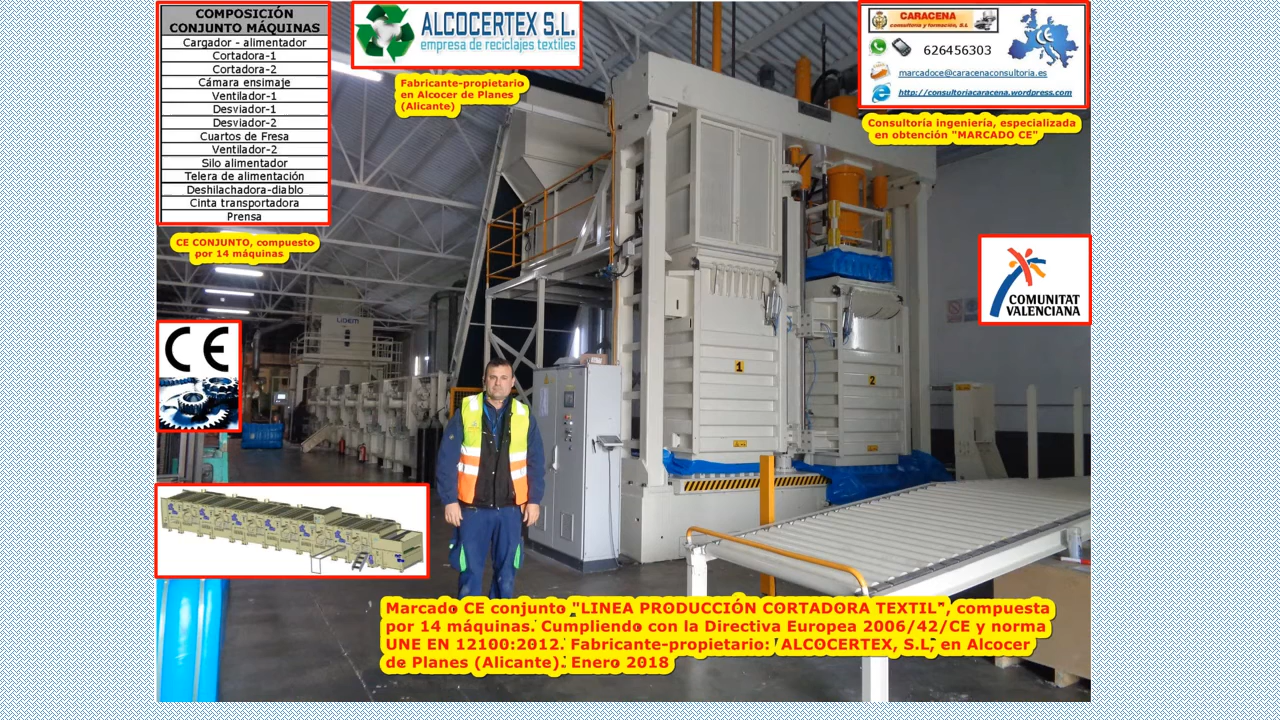 COMPOSICIÓN
CONJUNTO MÁQUINAS
Cargador - alimentador
Cortadora-1
Cortadora-2
Cámara ensimaje
Ventilador-1
Desviador-1
Desviador-2
Cuartos de Fresa
Ventilador-2
Silo alimentador
Telera de alimentación
Deshilachadora-diablo
Cinta transportadora
Prensa
CE CONJUNTO, compuesto
por 14 máquinas
ALCOCERTEX S.L.
empresa de reciclajes textiles
Fabricante-propietario
en Alcocer de Planes
(Alicante)
CARACENA
consultoría y formación, S.L.
CE
626456303
marcadoce@caracenaconsultoria.es
http://consultoriacaracena.wordpress.com
Consultoría ingeniería, especializada
en obtención "MARCADO CE"
COMUNITAT
VALENCIANA
CE
1
2
Marcado CE conjunto "LINEA PRODUCCIÓN CORTADORA TEXTIL", compuesta
por 14 máquinas. Cumpliendo con la Directiva Europea 2006/42/CE y norma
UNE EN 12100:2012. Fabricante-propietario: ALCOCERTEX, S.L, en Alcocer
de Planes (Alicante). Enero 2018